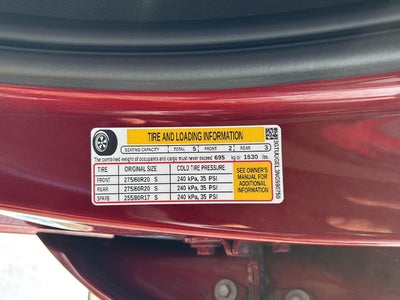 TIRE AND LOADING INFORMATION
SEATING CAPACITY TOTAL 5 FRONT 2 REAR 3
The combined weight of occupants and cargo must never exceed 695 kg or 1530 lbs.
TIRE ORIGINAL SIZE COLD TIRE PRESSURE
FRONT 275/60R20 S 240 kPa, 35 PSI
REAR 275/60R20 S 240 kPa, 35 PSI
SPARE 255/80R17 S 240 kPa, 35 PSI
SEE OWNER'S
MANUAL FOR
ADDITIONAL
INFORMATION